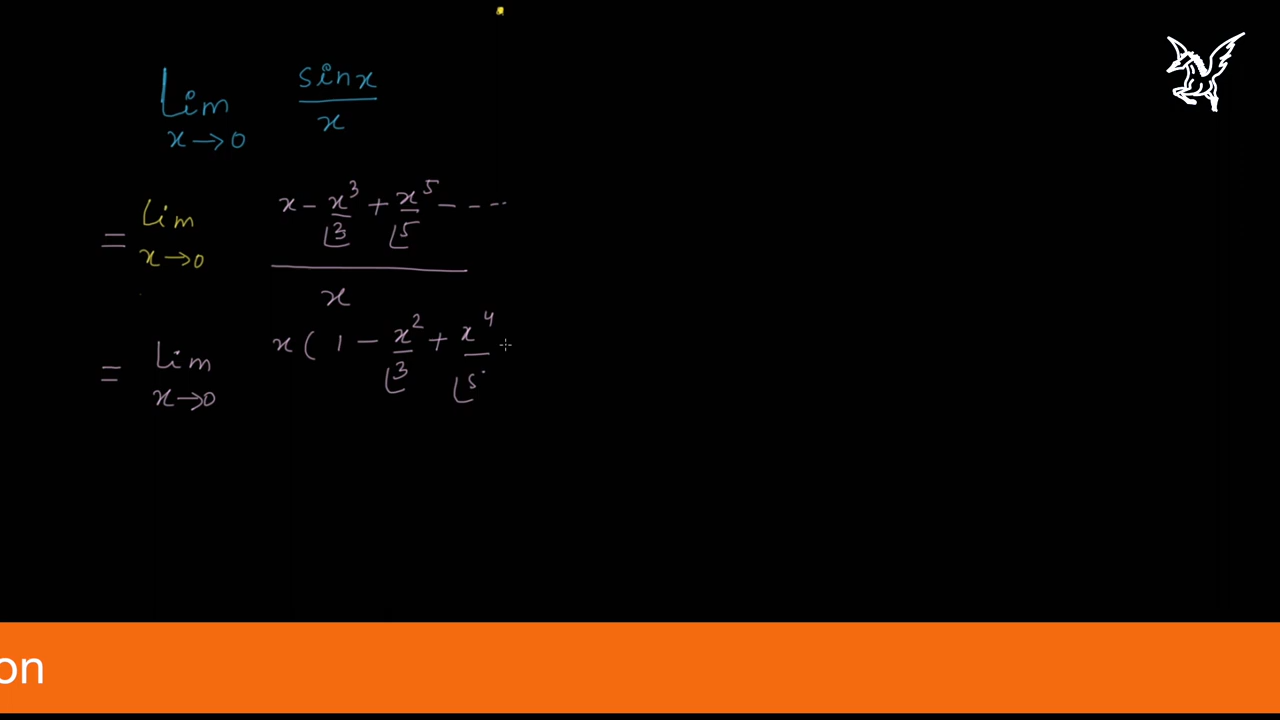 Lim x→0 sinx/x
= Lim x→0 (x - x³/⌊3 + x⁵/⌊5 - ----)/x
= Lim x→0 x(1 - x²/⌊3 + x⁴/⌊5
on